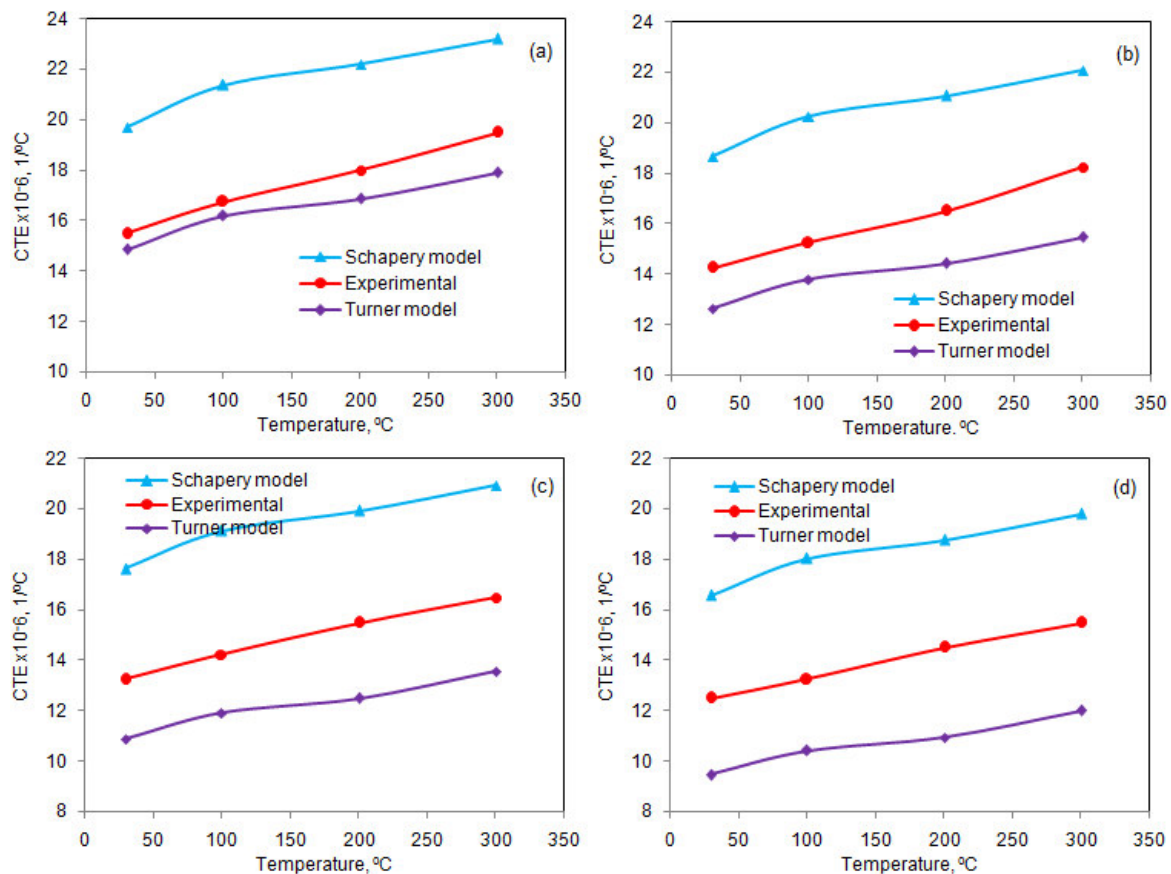 24
22
20
18
16
14
12
10
CTE x10-6, 1/ºC
(a)
Schapery model
Experimental
Turner model
0 50 100 150 200 250 300 350
Temperature, ºC
24
22
20
18
16
14
12
10
CTE x10-6, 1/ºC
(b)
Schapery model
Experimental
Turner model
0 50 100 150 200 250 300 350
Temperature, ºC
22
20
18
16
14
12
10
8
CTE x10-6, 1/ºC
(c)
Schapery model
Experimental
Turner model
0 50 100 150 200 250 300 350
Temperature, ºC
22
20
18
16
14
12
10
8
CTE x10-6, 1/ºC
(d)
Schapery model
Experimental
Turner model
0 50 100 150 200 250 300 350
Temperature, ºC